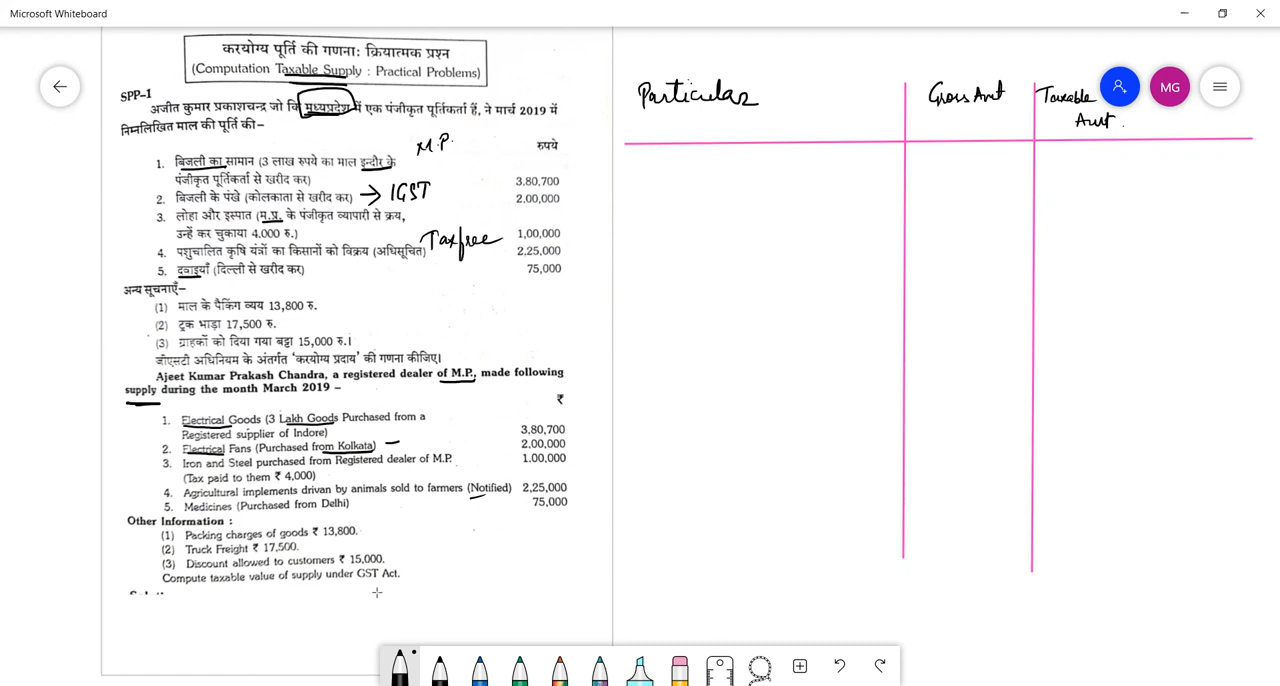 Microsoft Whiteboard
करयोग्य पूर्ति की गणना: क्रियात्मक प्रश्न
(Computation Taxable Supply : Practical Problems)
SPP-1
अजीत कुमार प्रकाशचन्द्र जो कि मध्यप्रदेश में एक पंजीकृत पूर्तिकर्ता हैं, ने मार्च 2019 में
निम्नलिखित माल की पूर्ति की–
M.P.
रुपये
1. बिजली का सामान (3 लाख रुपये का माल इन्दौर के
पंजीकृत पूर्तिकर्ता से खरीद कर) 3,80,700
2. बिजली के पंखे (कोलकाता से खरीद कर) → IGST 2.00,000
3. लोहा और इस्पात (म.प्र. के पंजीकृत व्यापारी से क्रय,
उन्हें कर चुकाया 4.000 रु.) 1,00,000
4. पशुचालित कृषि यंत्रों का किसानों को विक्रय (अधिसूचित) Taxfree 2,25,000
5. दवाइयाँ (दिल्ली से खरीद कर) 75,000
अन्य सूचनाएँ–
(1) माल के पैकिंग व्यय 13,800 रु.
(2) ट्रक भाड़ा 17,500 रु.
(3) ग्राहकों को दिया गया बट्टा 15,000 रु.।
जीएसटी अधिनियम के अंतर्गत 'करयोग्य प्रदाय' की गणना कीजिए।
Ajeet Kumar Prakash Chandra, a registered dealer of M.P., made following
supply during the month March 2019 –
₹
1. Electrical Goods (3 Lakh Goods Purchased from a
Registered supplier of Indore) 3,80,700
2. Electrical Fans (Purchased from Kolkata) 2,00,000
3. Iron and Steel purchased from Registered dealer of M.P. 1,00,000
(Tax paid to them ₹ 4,000)
4. Agricultural implements drivan by animals sold to farmers (Notified) 2,25,000
5. Medicines (Purchased from Delhi) 75,000
Other Information :
(1) Packing charges of goods ₹ 13,800.
(2) Truck Freight ₹ 17,500.
(3) Discount allowed to customers ₹ 15,000.
Compute taxable value of supply under GST Act.
Particular Gross Amt Taxable
Amt.
MG